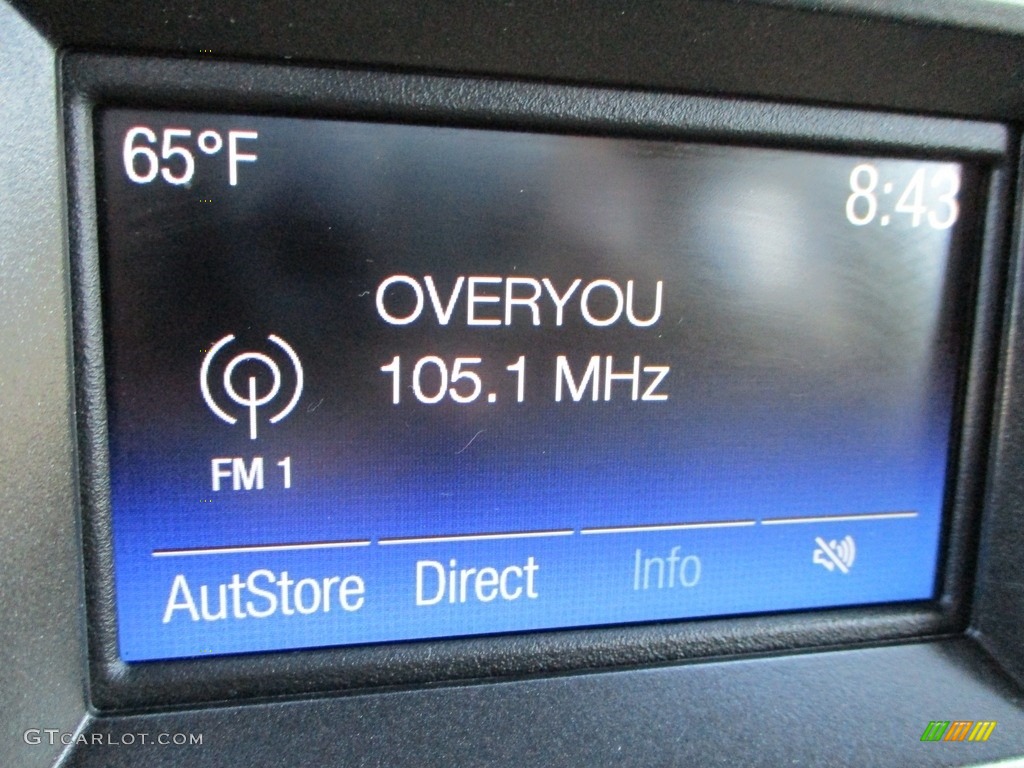 65°F
8:43
OVERYOU
105.1 MHz
FM 1
AutStore Direct Info
GTCARLOT.COM